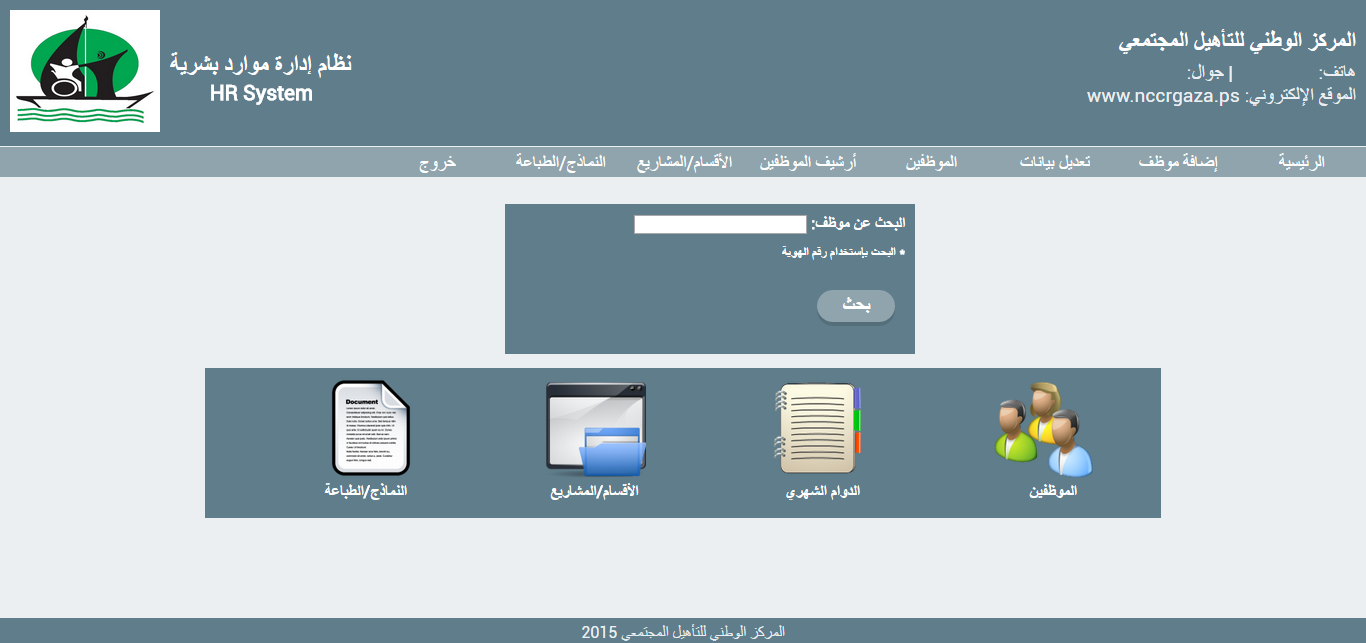 المركز الوطني للتأهيل المجتمعي
هاتف: | جوال:
الموقع الإلكتروني: www.nccrgaza.ps
نظام إدارة موارد بشرية
HR System
الرئيسية إضافة موظف تعديل بيانات الموظفين أرشيف الموظفين الأقسام/المشاريع النماذج/الطباعة خروج
البحث عن موظف:
* البحث بإستخدام رقم الهوية
بحث
Document
الموظفين الدوام الشهري الأقسام/المشاريع النماذج/الطباعة
المركز الوطني للتأهيل المجتمعي 2015